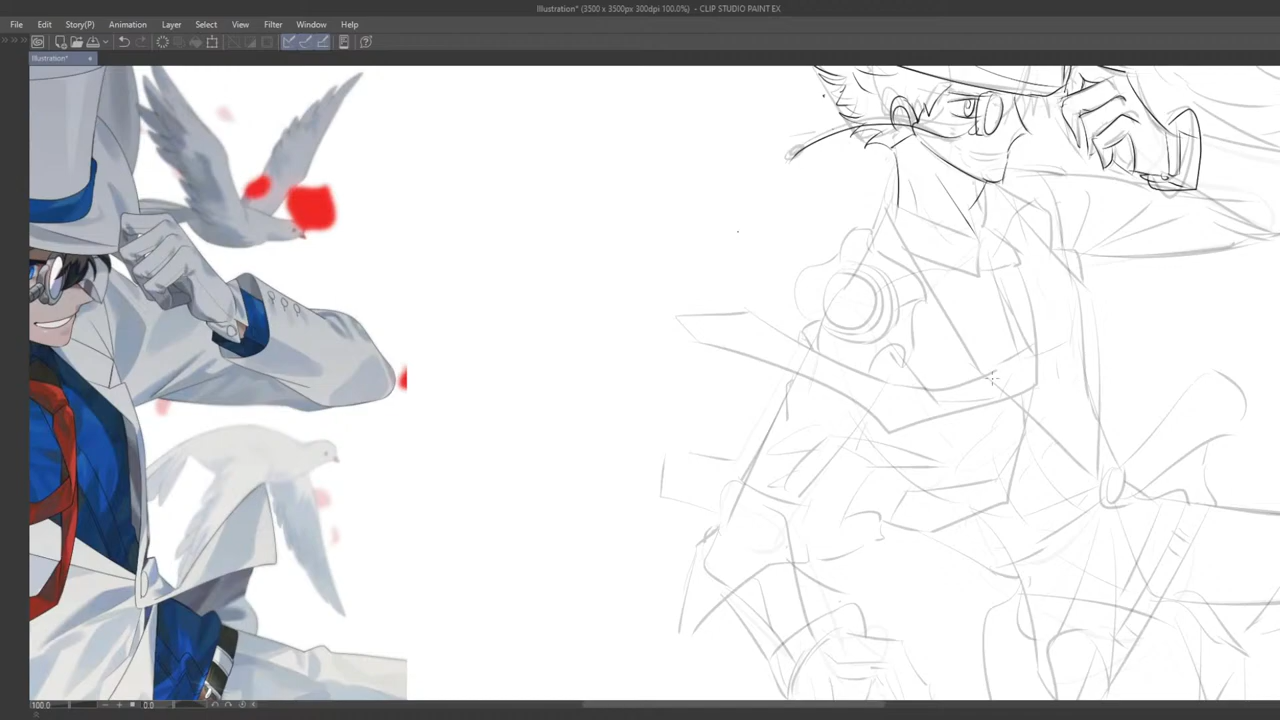 Illustration* (3500 x 3500px 300dpi 100.0%) - CLIP STUDIO PAINT EX
File Edit Story(P) Animation Layer Select View Filter Window Help
Illustration*
100.0 0.0